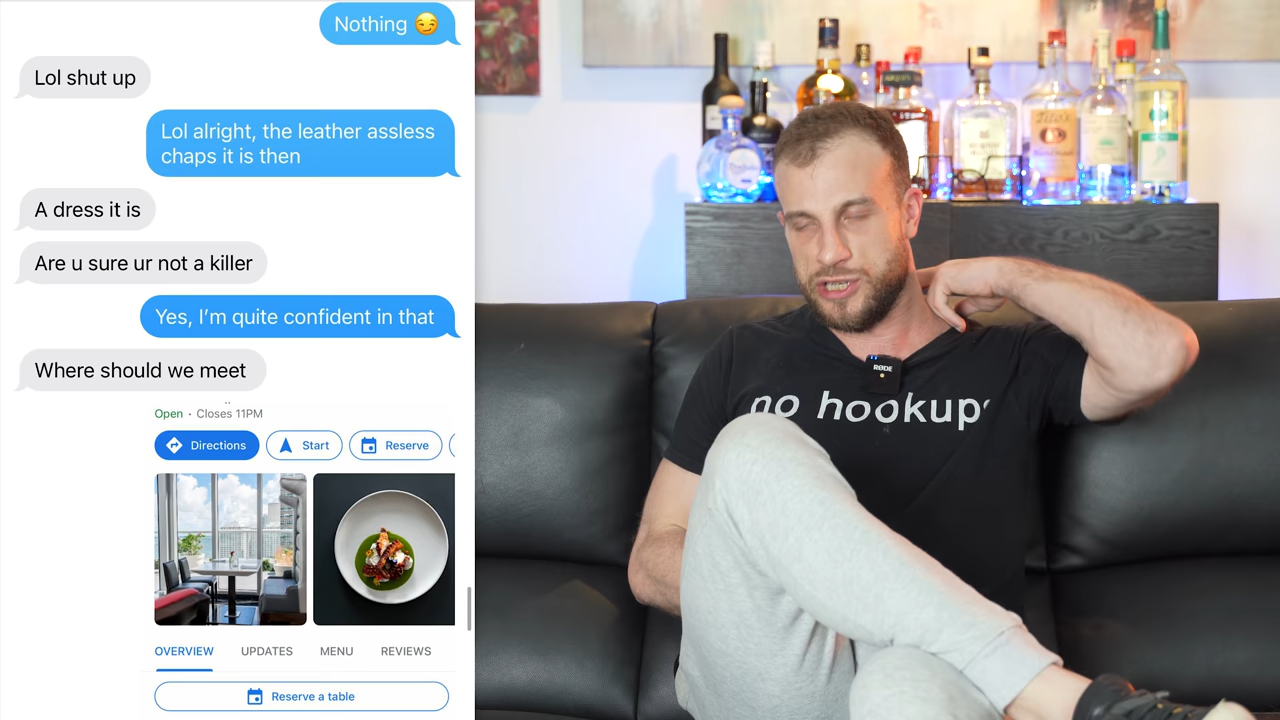 Nothing 😏
Lol shut up
Lol alright, the leather assless
chaps it is then
A dress it is
Are u sure ur not a killer
Yes, I’m quite confident in that
Where should we meet
Open · Closes 11PM
Directions
Start
Reserve
OVERVIEW
UPDATES
MENU
REVIEWS
Reserve a table
Tito's
RØDE
no hookups